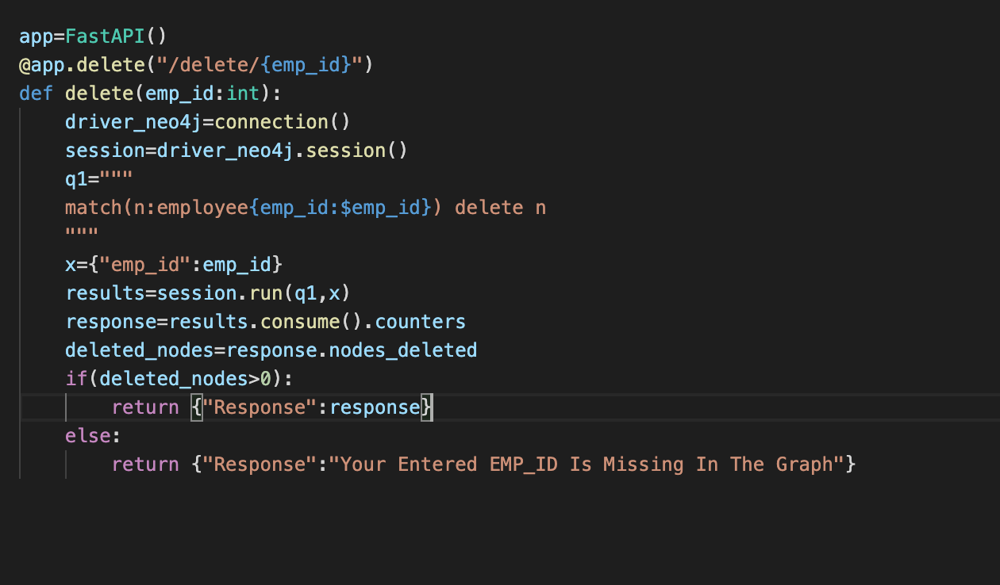 app=FastAPI()
@app.delete("/delete/{emp_id}")
def delete(emp_id:int):
    driver_neo4j=connection()
    session=driver_neo4j.session()
    q1="""
    match(n:employee{emp_id:$emp_id}) delete n
    """
    x={"emp_id":emp_id}
    results=session.run(q1,x)
    response=results.consume().counters
    deleted_nodes=response.nodes_deleted
    if(deleted_nodes>0):
        return {"Response":response}
    else:
        return {"Response":"Your Entered EMP_ID Is Missing In The Graph"}